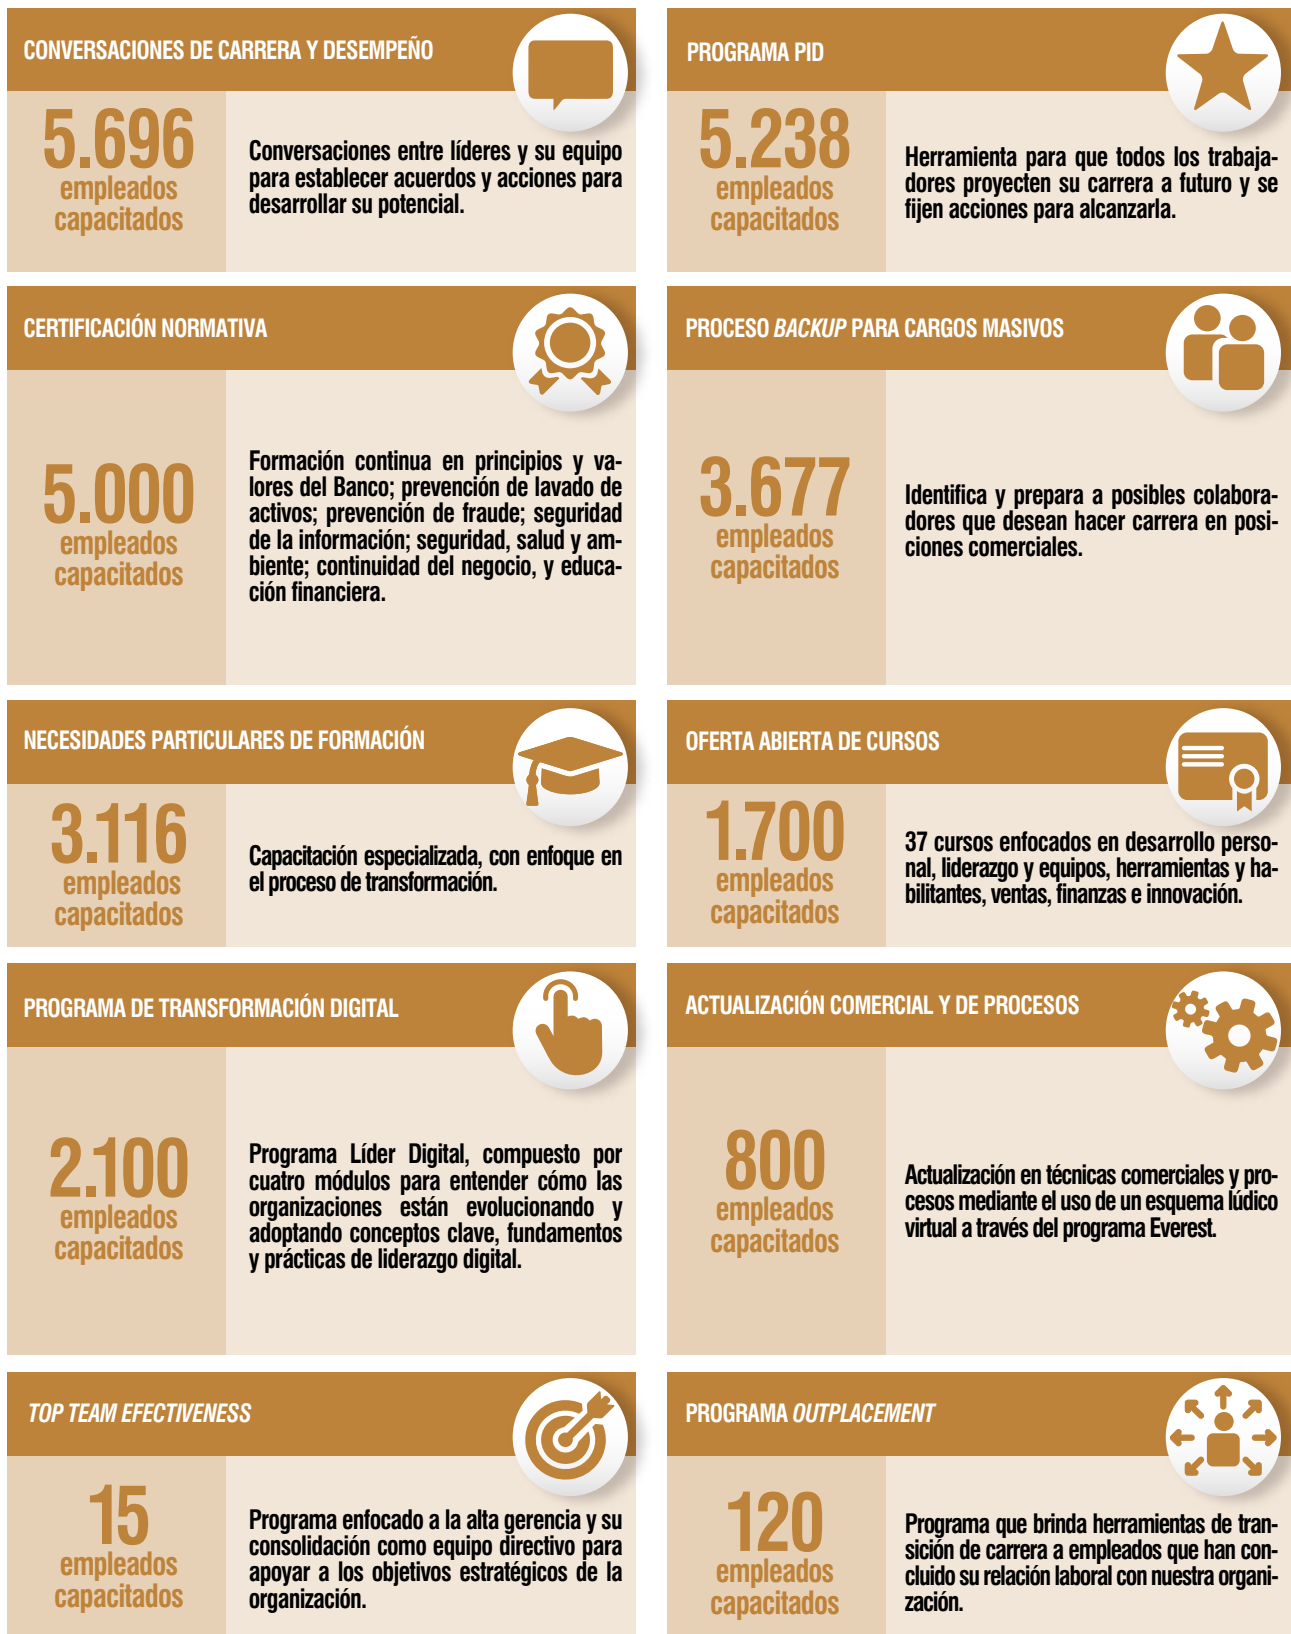 CONVERSACIONES DE CARRERA Y DESEMPEÑO
5.696
empleados
capacitados
Conversaciones entre líderes y su equipo
para establecer acuerdos y acciones para
desarrollar su potencial.
PROGRAMA PID
5.238
empleados
capacitados
Herramienta para que todos los trabaja-
dores proyecten su carrera a futuro y se
fijen acciones para alcanzarla.
CERTIFICACIÓN NORMATIVA
5.000
empleados
capacitados
Formación continua en principios y va-
lores del Banco; prevención de lavado de
activos; prevención de fraude; seguridad
de la información; seguridad, salud y am-
biente; continuidad del negocio, y educa-
ción financiera.
PROCESO BACKUP PARA CARGOS MASIVOS
3.677
empleados
capacitados
Identifica y prepara a posibles colabora-
dores que desean hacer carrera en posi-
ciones comerciales.
NECESIDADES PARTICULARES DE FORMACIÓN
3.116
empleados
capacitados
Capacitación especializada, con enfoque en
el proceso de transformación.
OFERTA ABIERTA DE CURSOS
1.700
empleados
capacitados
37 cursos enfocados en desarrollo perso-
nal, liderazgo y equipos, herramientas y ha-
bilitantes, ventas, finanzas e innovación.
PROGRAMA DE TRANSFORMACIÓN DIGITAL
2.100
empleados
capacitados
Programa Líder Digital, compuesto por
cuatro módulos para entender cómo las
organizaciones están evolucionando y
adoptando conceptos clave, fundamentos
y prácticas de liderazgo digital.
ACTUALIZACIÓN COMERCIAL Y DE PROCESOS
800
empleados
capacitados
Actualización en técnicas comerciales y pro-
cesos mediante el uso de un esquema lúdico
virtual a través del programa Everest.
TOP TEAM EFECTIVENESS
15
empleados
capacitados
Programa enfocado a la alta gerencia y su
consolidación como equipo directivo para
apoyar a los objetivos estratégicos de la
organización.
PROGRAMA OUTPLACEMENT
120
empleados
capacitados
Programa que brinda herramientas de tran-
sición de carrera a empleados que han con-
cluido su relación laboral con nuestra organi-
zación.